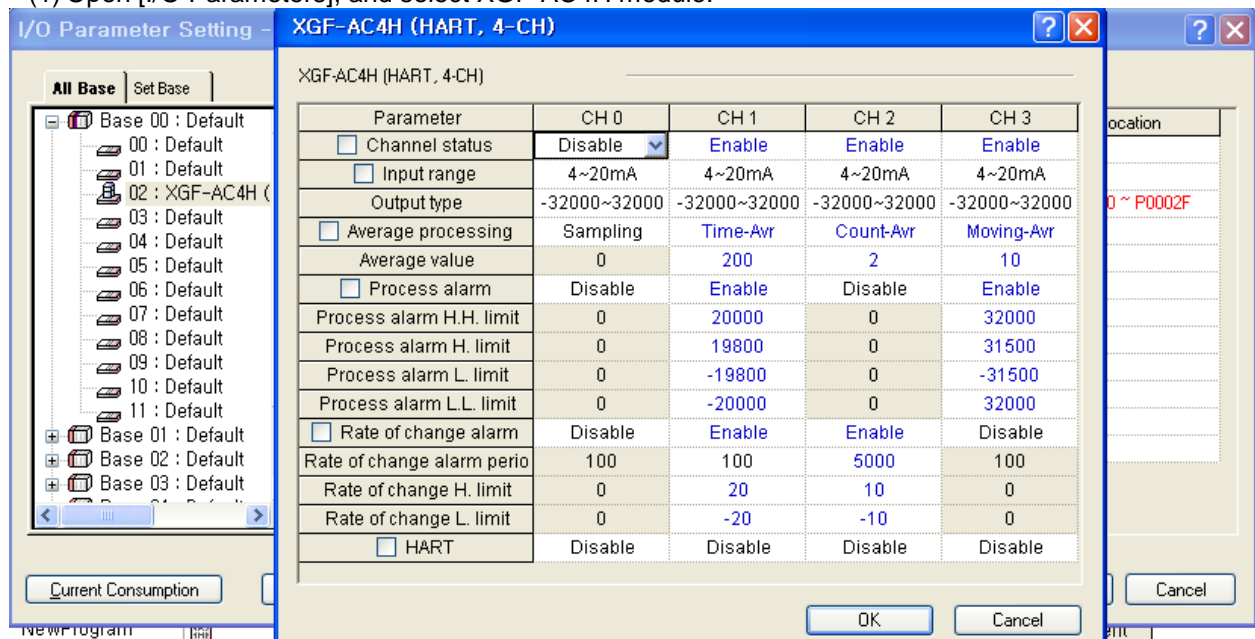 (1) Open [I/O Parameters], and select XGF-AC4H module.
I/O Parameter Setting -
XGF-AC4H (HART, 4-CH)
All Base
Set Base
XGF-AC4H (HART, 4-CH)
Base 00 : Default
00 : Default
01 : Default
02 : XGF-AC4H (
03 : Default
04 : Default
05 : Default
06 : Default
07 : Default
08 : Default
09 : Default
10 : Default
11 : Default
Base 01 : Default
Base 02 : Default
Base 03 : Default
Parameter CH 0 CH 1 CH 2 CH 3
Channel status Disable Enable Enable Enable
Input range 4~20mA 4~20mA 4~20mA 4~20mA
Output type -32000~32000 -32000~32000 -32000~32000 -32000~32000
Average processing Sampling Time-Avr Count-Avr Moving-Avr
Average value 0 200 2 10
Process alarm Disable Enable Disable Enable
Process alarm H.H. limit 0 20000 0 32000
Process alarm H. limit 0 19800 0 31500
Process alarm L. limit 0 -19800 0 -31500
Process alarm L.L. limit 0 -20000 0 32000
Rate of change alarm Disable Enable Enable Disable
Rate of change alarm perio 100 100 5000 100
Rate of change H. limit 0 20 10 0
Rate of change L. limit 0 -20 -10 0
HART Disable Disable Disable Disable
ocation
0 ~ P0002F
Current Consumption
OK
Cancel
Cancel
NewProgram